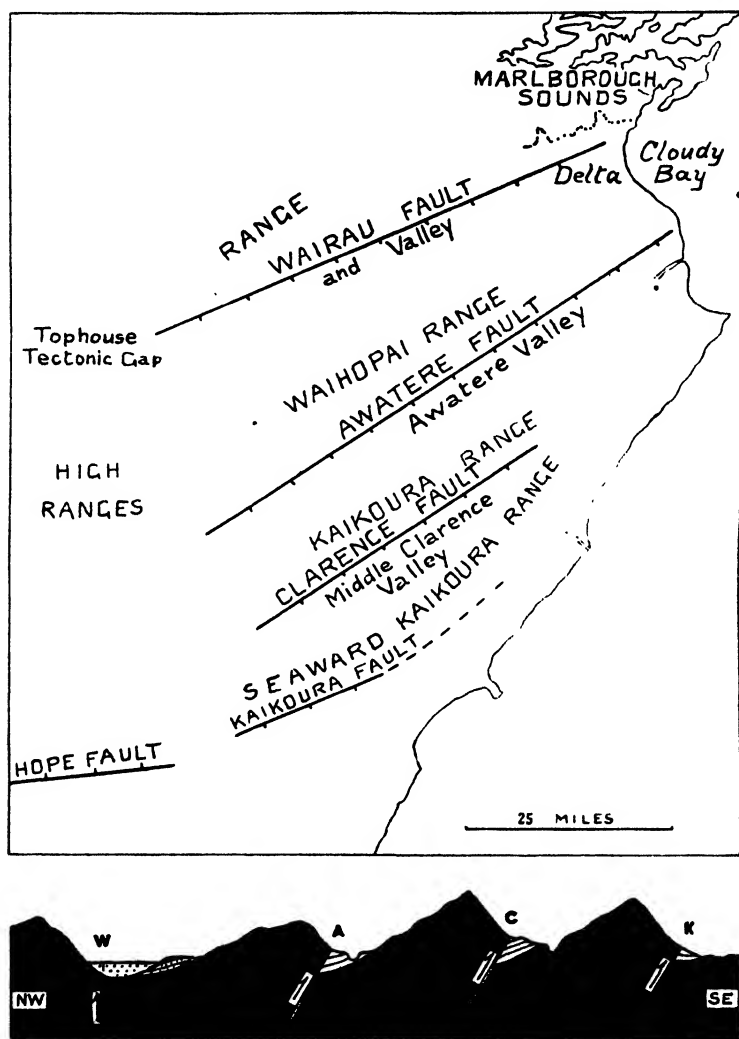 MARLBOROUGH
SOUNDS
Cloudy
Bay
Delta
RANGE
WAIRAU FAULT
and Valley
Tophouse
Tectonic Gap
WAIHOPAI RANGE
AWATERE FAULT
Awatere Valley
HIGH
RANGES
KAIKOURA RANGE
CLARENCE FAULT
Middle Clarence
Valley
SEAWARD KAIKOURA RANGE
KAIKOURA FAULT
HOPE FAULT
25 MILES
W
A
C
K
NW
SE